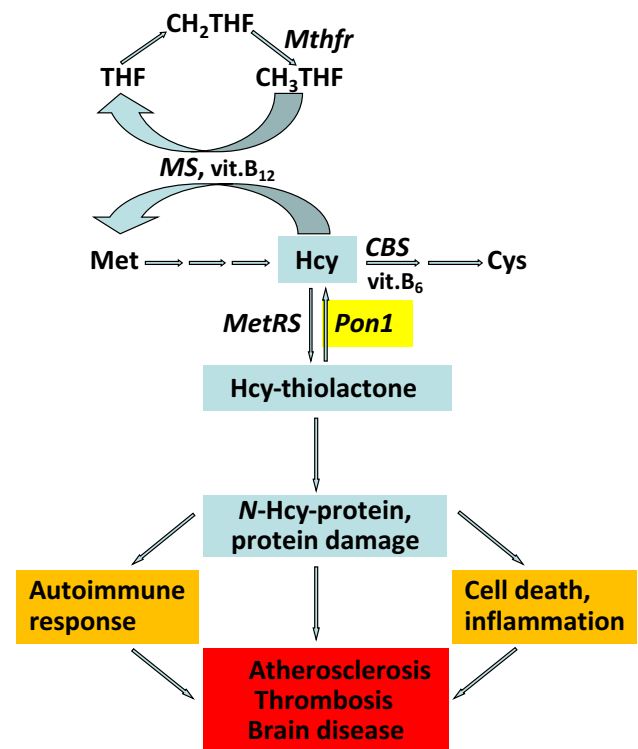 CH₂THF
Mthfr
THF
CH₃THF
MS, vit.B₁₂
Met
Hcy
CBS
vit.B₆
Cys
MetRS
Pon1
Hcy-thiolactone
N-Hcy-protein,
protein damage
Autoimmune
response
Cell death,
inflammation
Atherosclerosis
Thrombosis
Brain disease